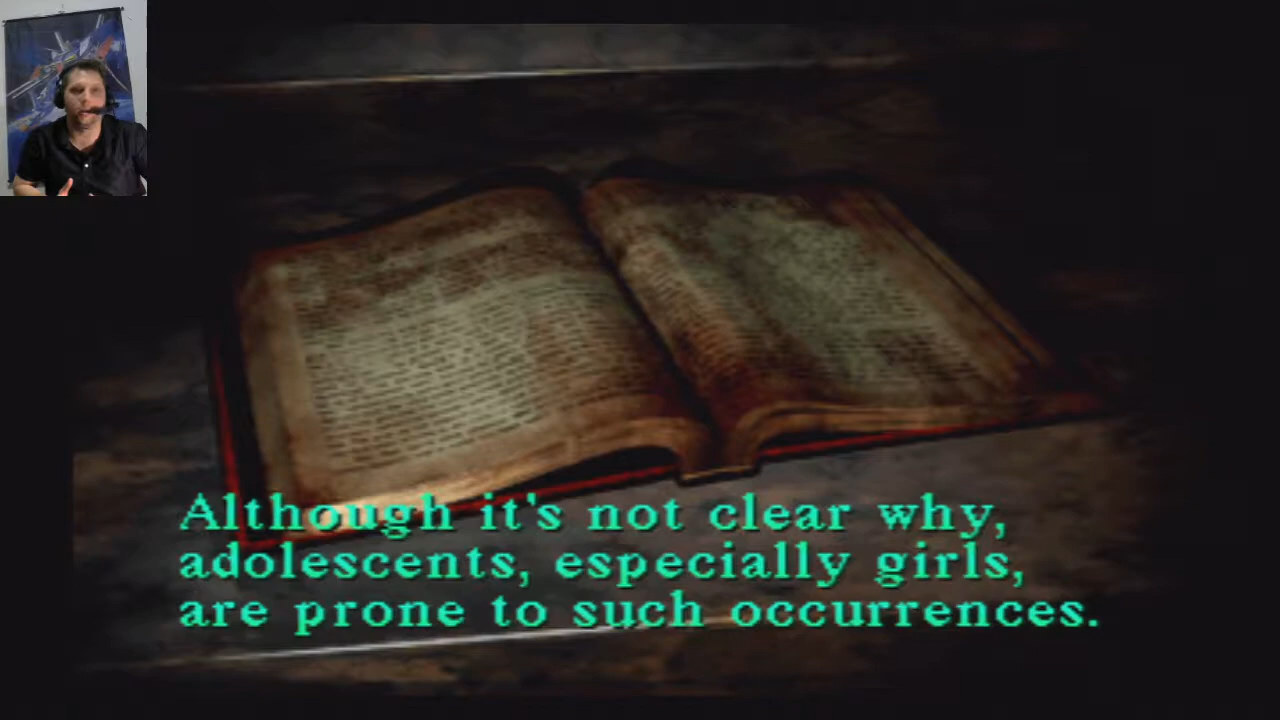 Although it's not clear why,
adolescents, especially girls,
are prone to such occurrences.